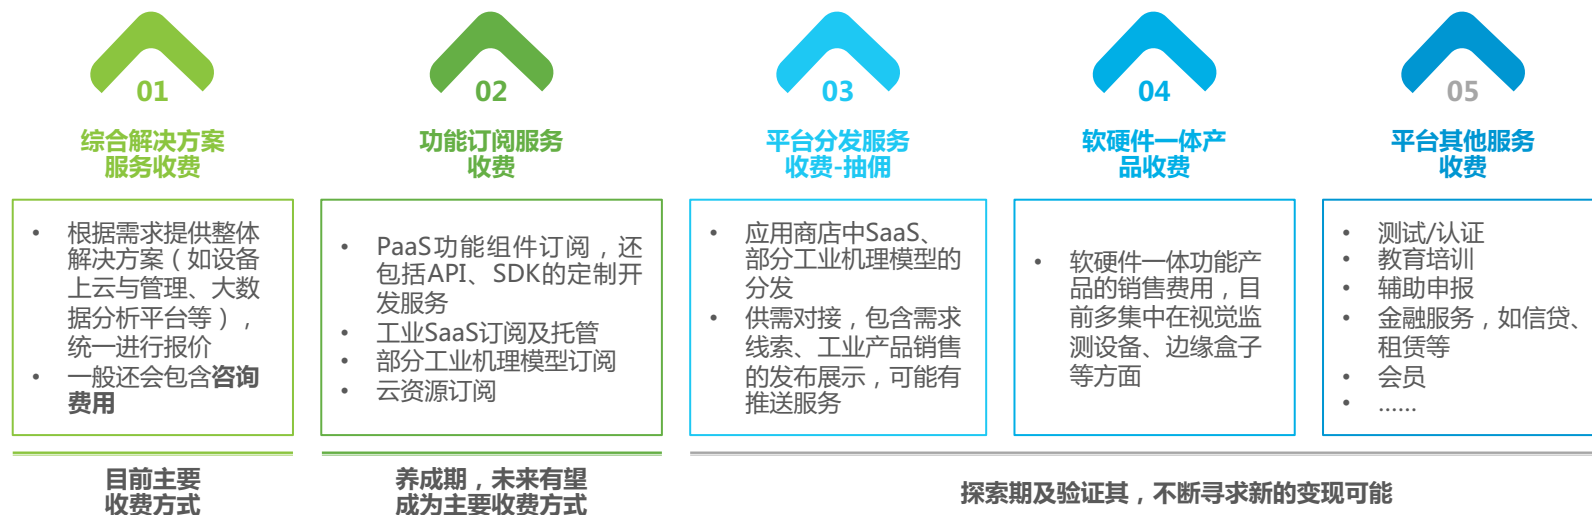 01
综合解决方案
服务收费
• 根据需求提供整体
解决方案（如设备
上云与管理、大数
据分析平台等），
统一进行报价
• 一般还会包含咨询
费用
目前主要
收费方式
02
功能订阅服务
收费
• PaaS功能组件订阅，还
包括API、SDK的定制开
发服务
• 工业SaaS订阅及托管
• 部分工业机理模型订阅
• 云资源订阅
养成期，未来有望
成为主要收费方式
03
平台分发服务
收费-抽佣
• 应用商店中SaaS、
部分工业机理模型的
分发
• 供需对接，包含需求
线索、工业产品销售
的发布展示，可能有
推送服务
04
软硬件一体产
品收费
• 软硬件一体功能产
品的销售费用，目
前多集中在视觉监
测设备、边缘盒子
等方面
05
平台其他服务
收费
• 测试/认证
• 教育培训
• 辅助申报
• 金融服务，如信贷、
租赁等
• 会员
• ……
探索期及验证其，不断寻求新的变现可能